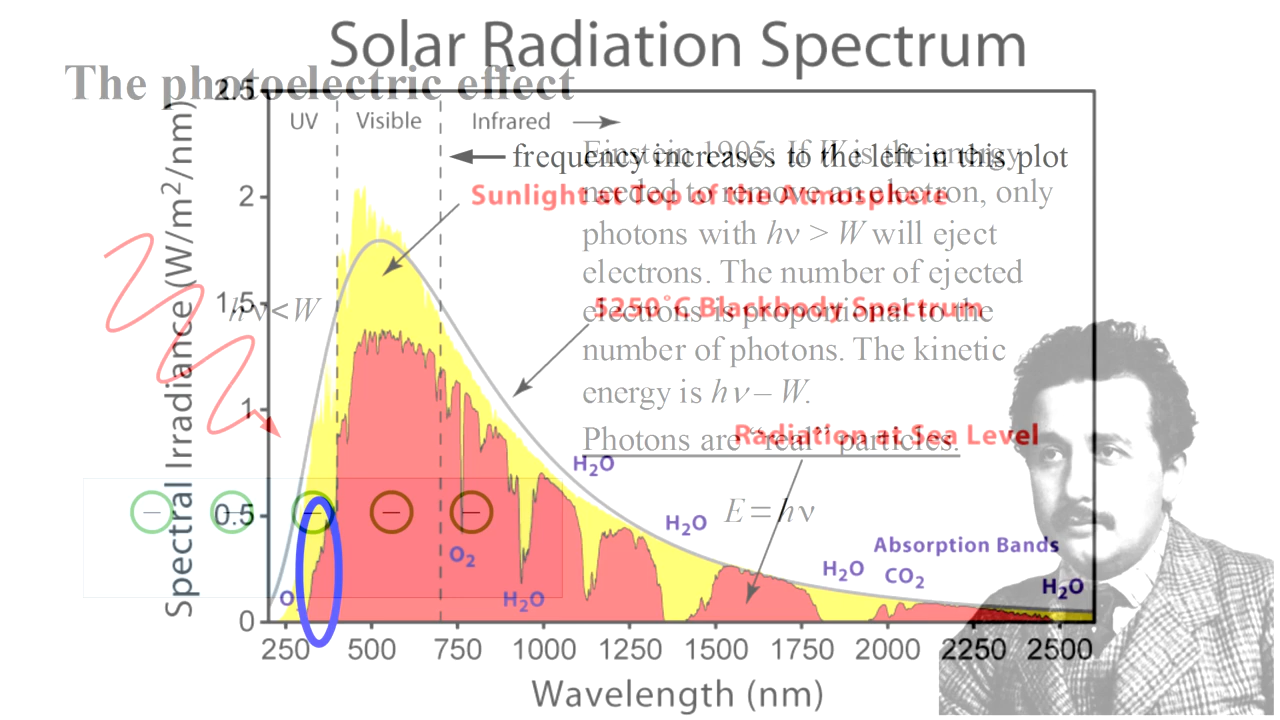 Solar Radiation Spectrum
The photoelectric effect
2.5
UV
Visible
Infrared
frequency increases to the left in this plot
Einstein 1905: If W is the energy
needed to remove an electron, only
photons with hν > W will eject
electrons. The number of ejected
electrons is proportional to the
number of photons. The kinetic
energy is hν – W.
Photons are “real” particles.
Sunlight at Top of the Atmosphere
5250°C Blackbody Spectrum
Radiation at Sea Level
2
1.5
hν<W
1
0.5
0
Spectral Irradiance (W/m²/nm)
H₂O
E = hν
H₂O
Absorption Bands
H₂O
CO₂
H₂O
O₂
H₂O
O
250 500 750 1000 1250 1500 1750 2000 2250 2500
Wavelength (nm)